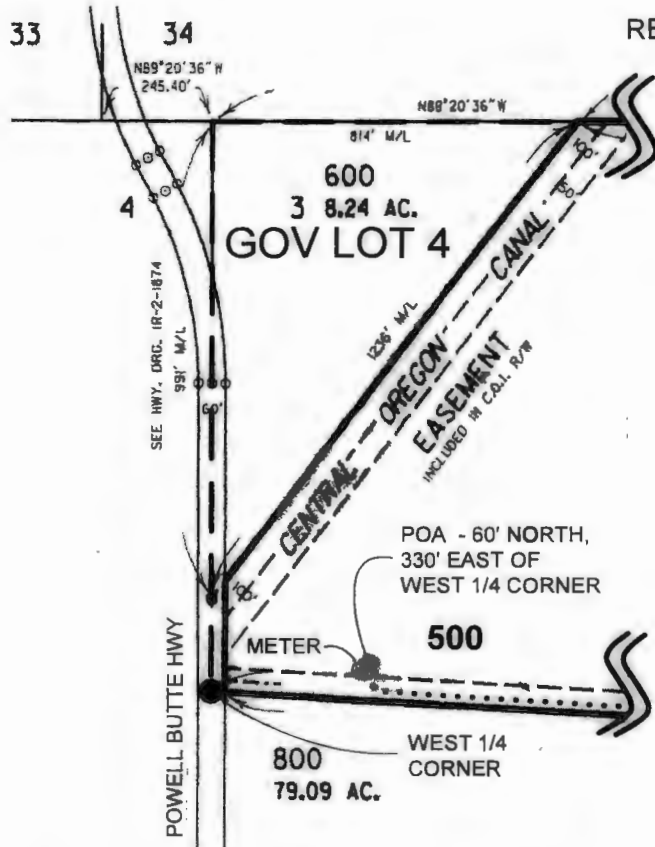 33
34
RE
N89°20'36"W
245.40'
N88°20'36"W
814' M/L
100'
50'
600
3 8.24 AC.
4
GOV LOT 4
SEE HWY. DRG. 1R-2-1874
991' M/L
60'
1236' M/L
CENTRAL OREGON CANAL
EASEMENT
INCLUDED IN C.O.I. R/W
100'
POA - 60' NORTH,
330' EAST OF
WEST 1/4 CORNER
METER
500
POWELL BUTTE HWY
WEST 1/4
CORNER
800
79.09 AC.